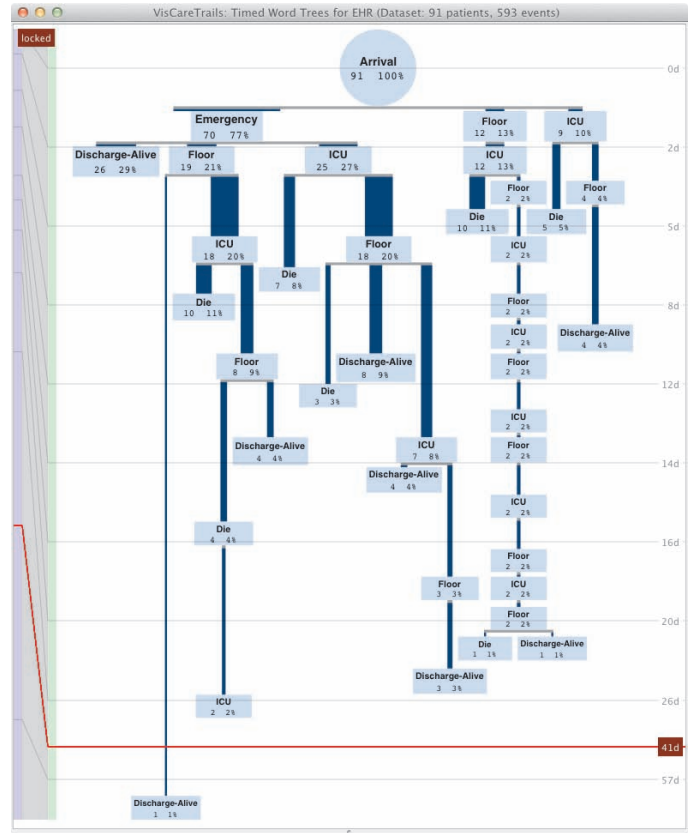 VisCareTrails: Timed Word Trees for EHR (Dataset: 91 patients, 593 events)
locked
Arrival
91 100%
0d
Emergency
70 77%
Floor
12 13%
ICU
9 10%
2d
Discharge-Alive
26 29%
Floor
19 21%
ICU
25 27%
ICU
12 13%
Floor
2 2%
Floor
4 4%
Die
10 11%
Die
5 5%
5d
ICU
18 20%
Floor
18 20%
ICU
2 2%
Die
7 8%
8d
Die
10 11%
Floor
2 2%
ICU
2 2%
Discharge-Alive
4 4%
Floor
8 9%
Discharge-Alive
8 9%
Floor
2 2%
12d
Die
3 3%
ICU
2 2%
Discharge-Alive
4 4%
ICU
7 8%
Floor
2 2%
14d
Discharge-Alive
4 4%
ICU
2 2%
Die
4 4%
16d
Floor
2 2%
Floor
3 3%
ICU
2 2%
Floor
2 2%
20d
Die
1 1%
Discharge-Alive
1 1%
Discharge-Alive
3 3%
ICU
2 2%
26d
41d
57d
Discharge-Alive
1 1%